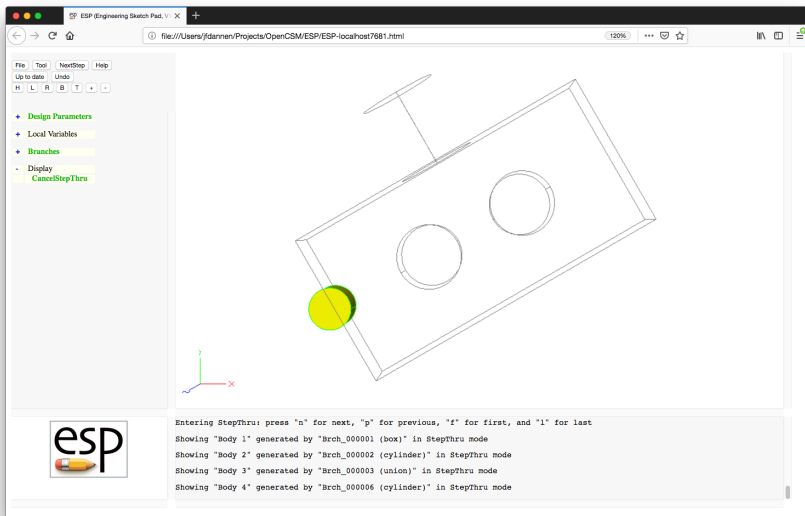 ESP (Engineering Sketch Pad, V1
file:///Users/jfdannen/Projects/OpenCSM/ESP/ESP-localhost7681.html
120%
File Tool NextStep Help
Up to date Undo
H L R B T + -
+ Design Parameters
+ Local Variables
+ Branches
- Display
CancelStepThru
X
esp
Entering StepThru: press "n" for next, "p" for previous, "f" for first, and "l" for last
Showing "Body 1" generated by "Brch_000001 (box)" in StepThru mode
Showing "Body 2" generated by "Brch_000002 (cylinder)" in StepThru mode
Showing "Body 3" generated by "Brch_000003 (union)" in StepThru mode
Showing "Body 4" generated by "Brch_000006 (cylinder)" in StepThru mode